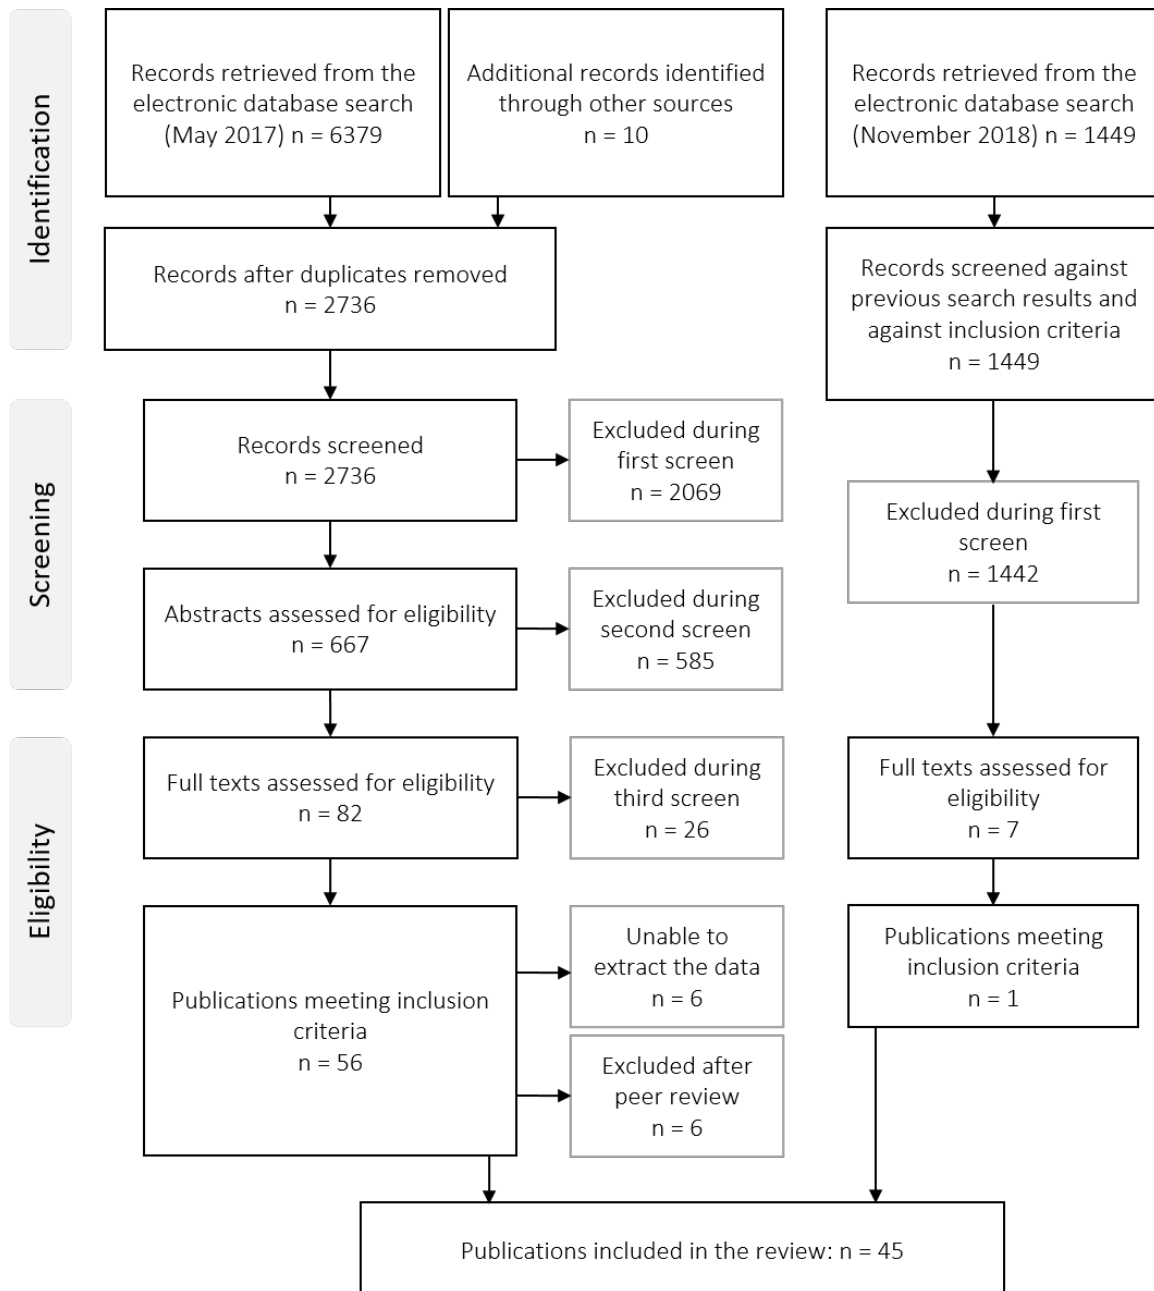 Identification
Records retrieved from the
electronic database search
(May 2017) n = 6379
Additional records identified
through other sources
n = 10
Records retrieved from the
electronic database search
(November 2018) n = 1449
Records after duplicates removed
n = 2736
Records screened against
previous search results and
against inclusion criteria
n = 1449
Screening
Records screened
n = 2736
Excluded during
first screen
n = 2069
Excluded during first
screen
n = 1442
Abstracts assessed for eligibility
n = 667
Excluded during
second screen
n = 585
Eligibility
Full texts assessed for eligibility
n = 82
Excluded during
third screen
n = 26
Full texts assessed for
eligibility
n = 7
Publications meeting inclusion
criteria
n = 56
Unable to
extract the data
n = 6
Excluded after
peer review
n = 6
Publications meeting
inclusion criteria
n = 1
Publications included in the review: n = 45